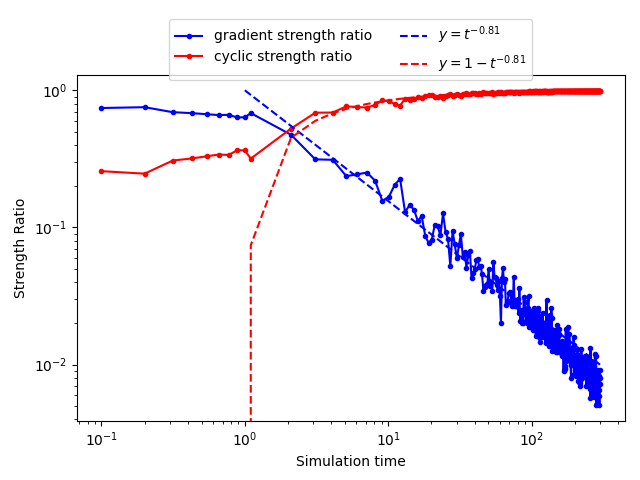 gradient strength ratio
cyclic strength ratio
y = t^{-0.81}
y = 1 − t^{-0.81}
Strength Ratio
10^0
10^{-1}
10^{-2}
10^{-1}
10^0
10^1
10^2
Simulation time